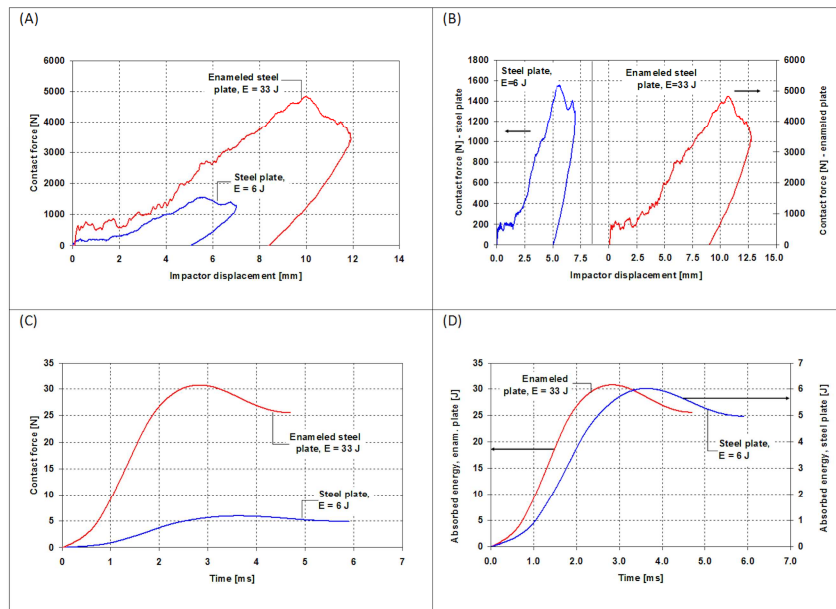 (A)
6000
5000
4000
3000
2000
1000
0
Contact force [N]
Enameled steel
plate, E = 33 J
Steel plate,
E = 6 J
0 2 4 6 8 10 12 14
Impactor displacement [mm]
(B)
1800
1600
1400
1200
1000
800
600
400
200
0
Contact force [N] - steel plate
Steel plate,
E=6 J
Enameled steel
plate, E=33 J
6000
5000
4000
3000
2000
1000
0
Contact force [N] - enameled plate
0.0 2.5 5.0 7.5 0.0 2.5 5.0 7.5 10.0 12.5 15.0
Impactor displacement [mm]
(C)
35
30
25
20
15
10
5
0
Contact force [N]
Enameled steel
plate, E = 33 J
Steel plate,
E = 6 J
0 1 2 3 4 5 6 7
Time [ms]
(D)
35
30
25
20
15
10
5
0
Absorbed energy, enam. plate [J]
Enameled
plate, E = 33 J
Steel plate,
E = 6 J
7
6
5
4
3
2
1
0
Absorbed energy, steel plate [J]
0.0 1.0 2.0 3.0 4.0 5.0 6.0 7.0
Time [ms]